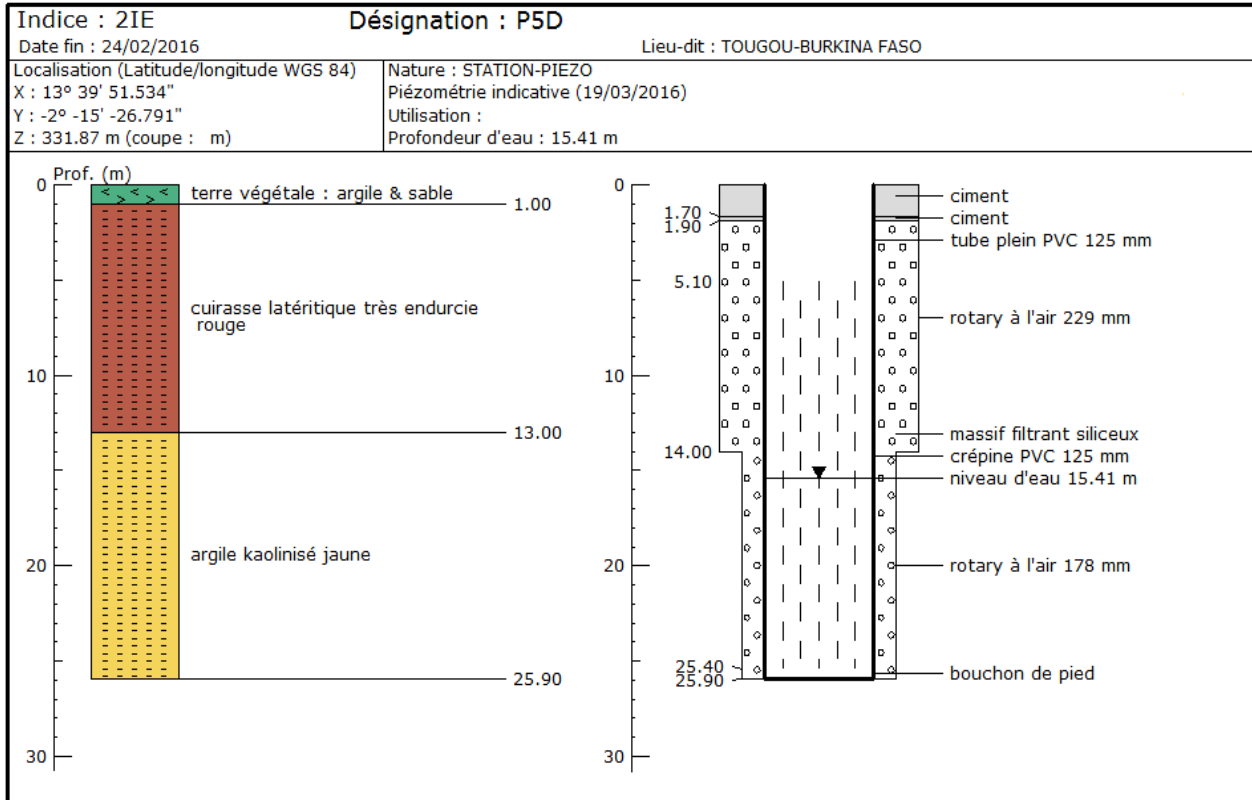 Indice : 2IE
Désignation : P5D
Date fin : 24/02/2016
Lieu-dit : TOUGOU-BURKINA FASO
Localisation (Latitude/longitude WGS 84)
X : 13º 39' 51.534"
Y : -2º -15' -26.791"
Z : 331.87 m (coupe :   m)
Nature : STATION-PIEZO
Piézométrie indicative (19/03/2016)
Utilisation :
Profondeur d'eau : 15.41 m
Prof. (m)
0
10
20
30
terre végétale : argile & sable
1.00
cuirasse latéritique très endurcie
rouge
13.00
argile kaolinisé jaune
25.90
0
10
20
30
1.70
1.90
5.10
14.00
25.40
25.90
ciment
ciment
tube plein PVC 125 mm
rotary à l'air 229 mm
massif filtrant siliceux
crépine PVC 125 mm
niveau d'eau 15.41 m
rotary à l'air 178 mm
bouchon de pied